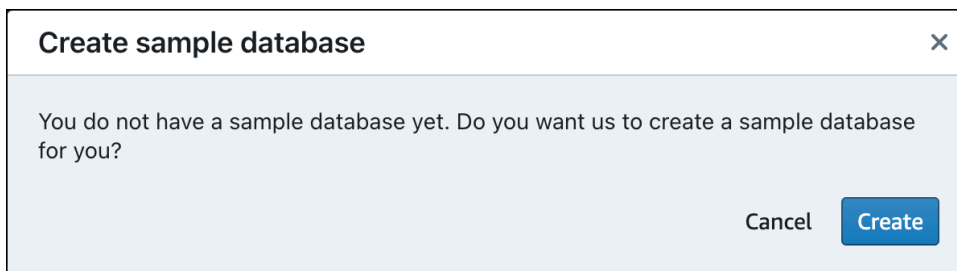 Create sample database
You do not have a sample database yet. Do you want us to create a sample database
for you?
Cancel
Create